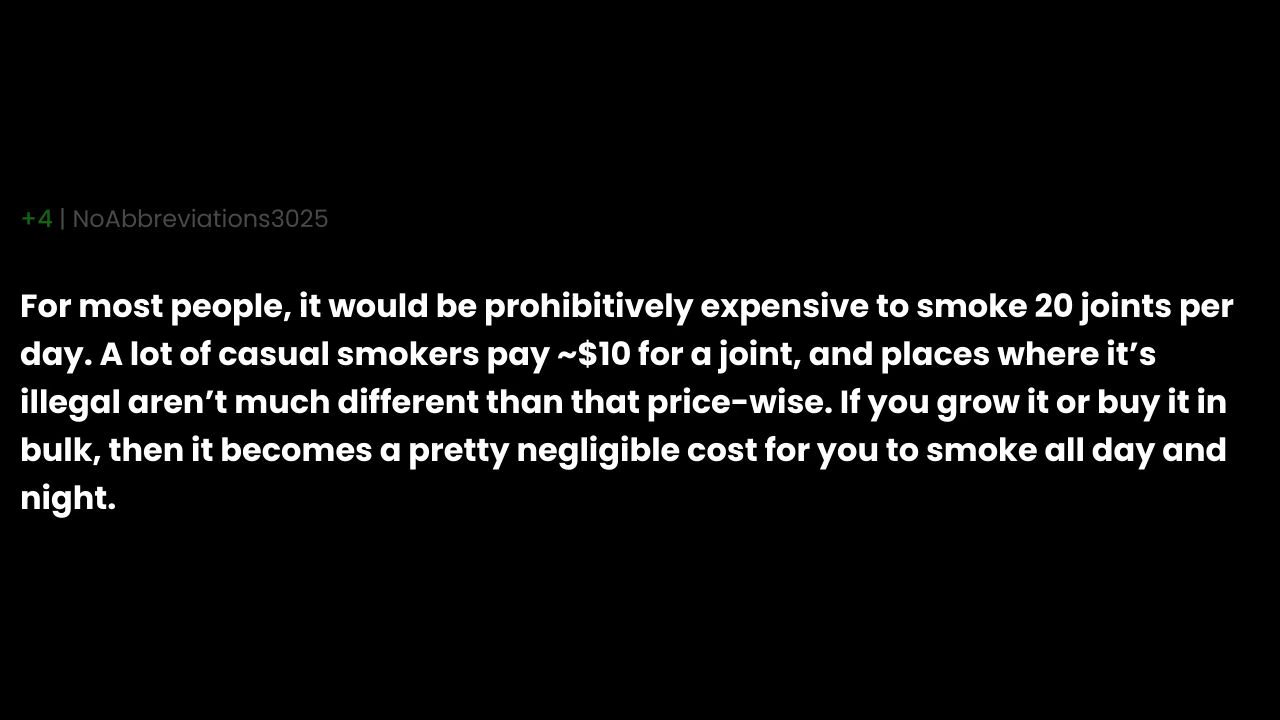 +4 | NoAbbreviations3025
For most people, it would be prohibitively expensive to smoke 20 joints per
day. A lot of casual smokers pay ~$10 for a joint, and places where it’s
illegal aren’t much different than that price-wise. If you grow it or buy it in
bulk, then it becomes a pretty negligible cost for you to smoke all day and
night.